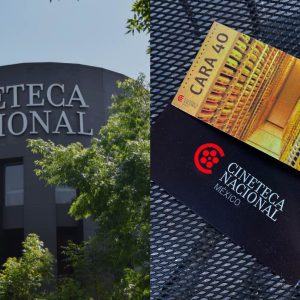 ETECA
IONAL
CARA 40
CINETECA
NACIONAL
MÉXICO